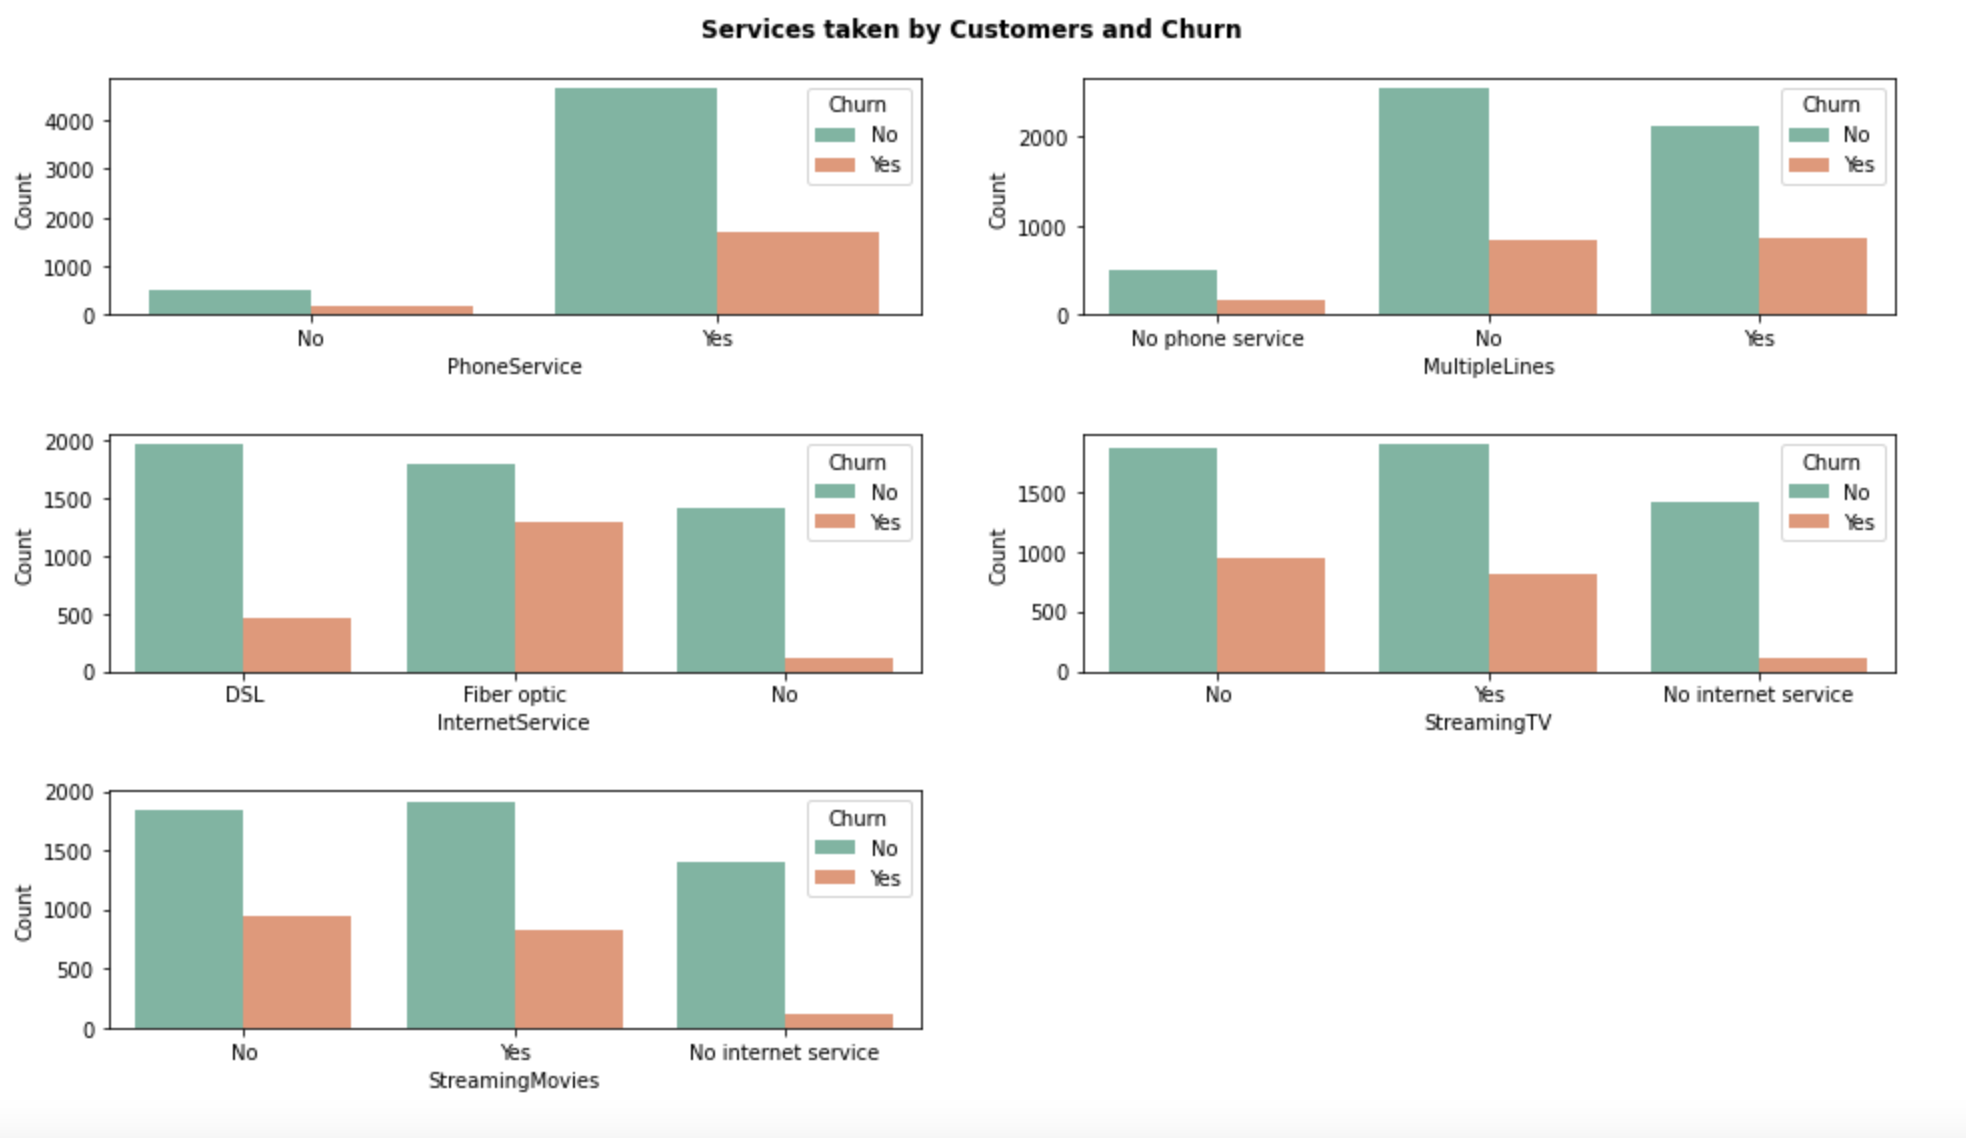 Services taken by Customers and Churn
Count
4000
3000
2000
1000
0
Churn
No
Yes
No
Yes
PhoneService
Count
2000
1000
0
Churn
No
Yes
No phone service
No
Yes
MultipleLines
Count
2000
1500
1000
500
0
Churn
No
Yes
DSL
Fiber optic
No
InternetService
Count
1500
1000
500
0
Churn
No
Yes
No
Yes
No internet service
StreamingTV
Count
2000
1500
1000
500
0
Churn
No
Yes
No
Yes
No internet service
StreamingMovies